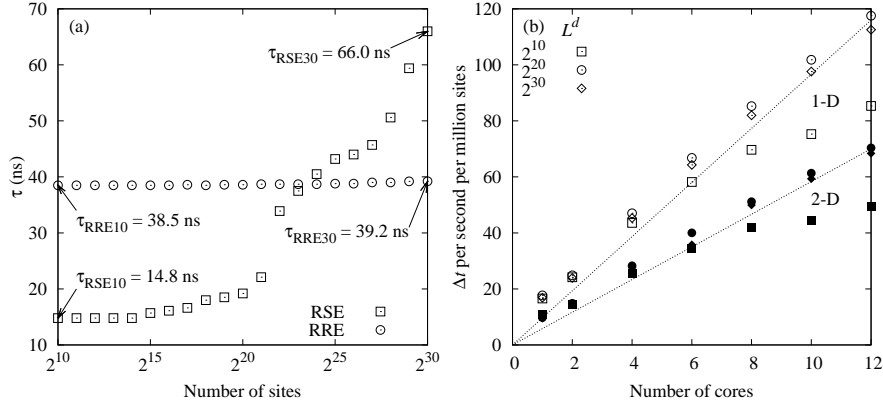 (a)
τ (ns)
70
60
50
40
30
20
10
τRSE30 = 66.0 ns
τRRE10 = 38.5 ns
τRRE30 = 39.2 ns
τRSE10 = 14.8 ns
RSE
RRE
2^10 2^15 2^20 2^25 2^30
Number of sites
(b)
Δt per second per million sites
120
100
80
60
40
20
0
L^d
2^10
2^20
2^30
1-D
2-D
0 2 4 6 8 10 12
Number of cores